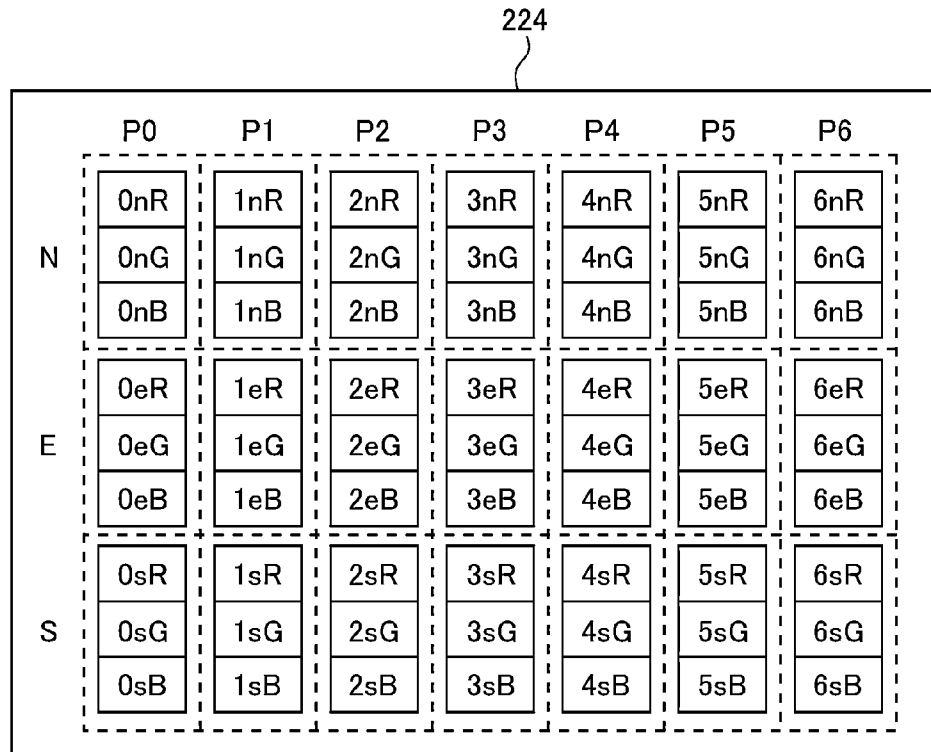 224
P0 P1 P2 P3 P4 P5 P6
0nR 1nR 2nR 3nR 4nR 5nR 6nR
N 0nG 1nG 2nG 3nG 4nG 5nG 6nG
0nB 1nB 2nB 3nB 4nB 5nB 6nB
0eR 1eR 2eR 3eR 4eR 5eR 6eR
E 0eG 1eG 2eG 3eG 4eG 5eG 6eG
0eB 1eB 2eB 3eB 4eB 5eB 6eB
0sR 1sR 2sR 3sR 4sR 5sR 6sR
S 0sG 1sG 2sG 3sG 4sG 5sG 6sG
0sB 1sB 2sB 3sB 4sB 5sB 6sB